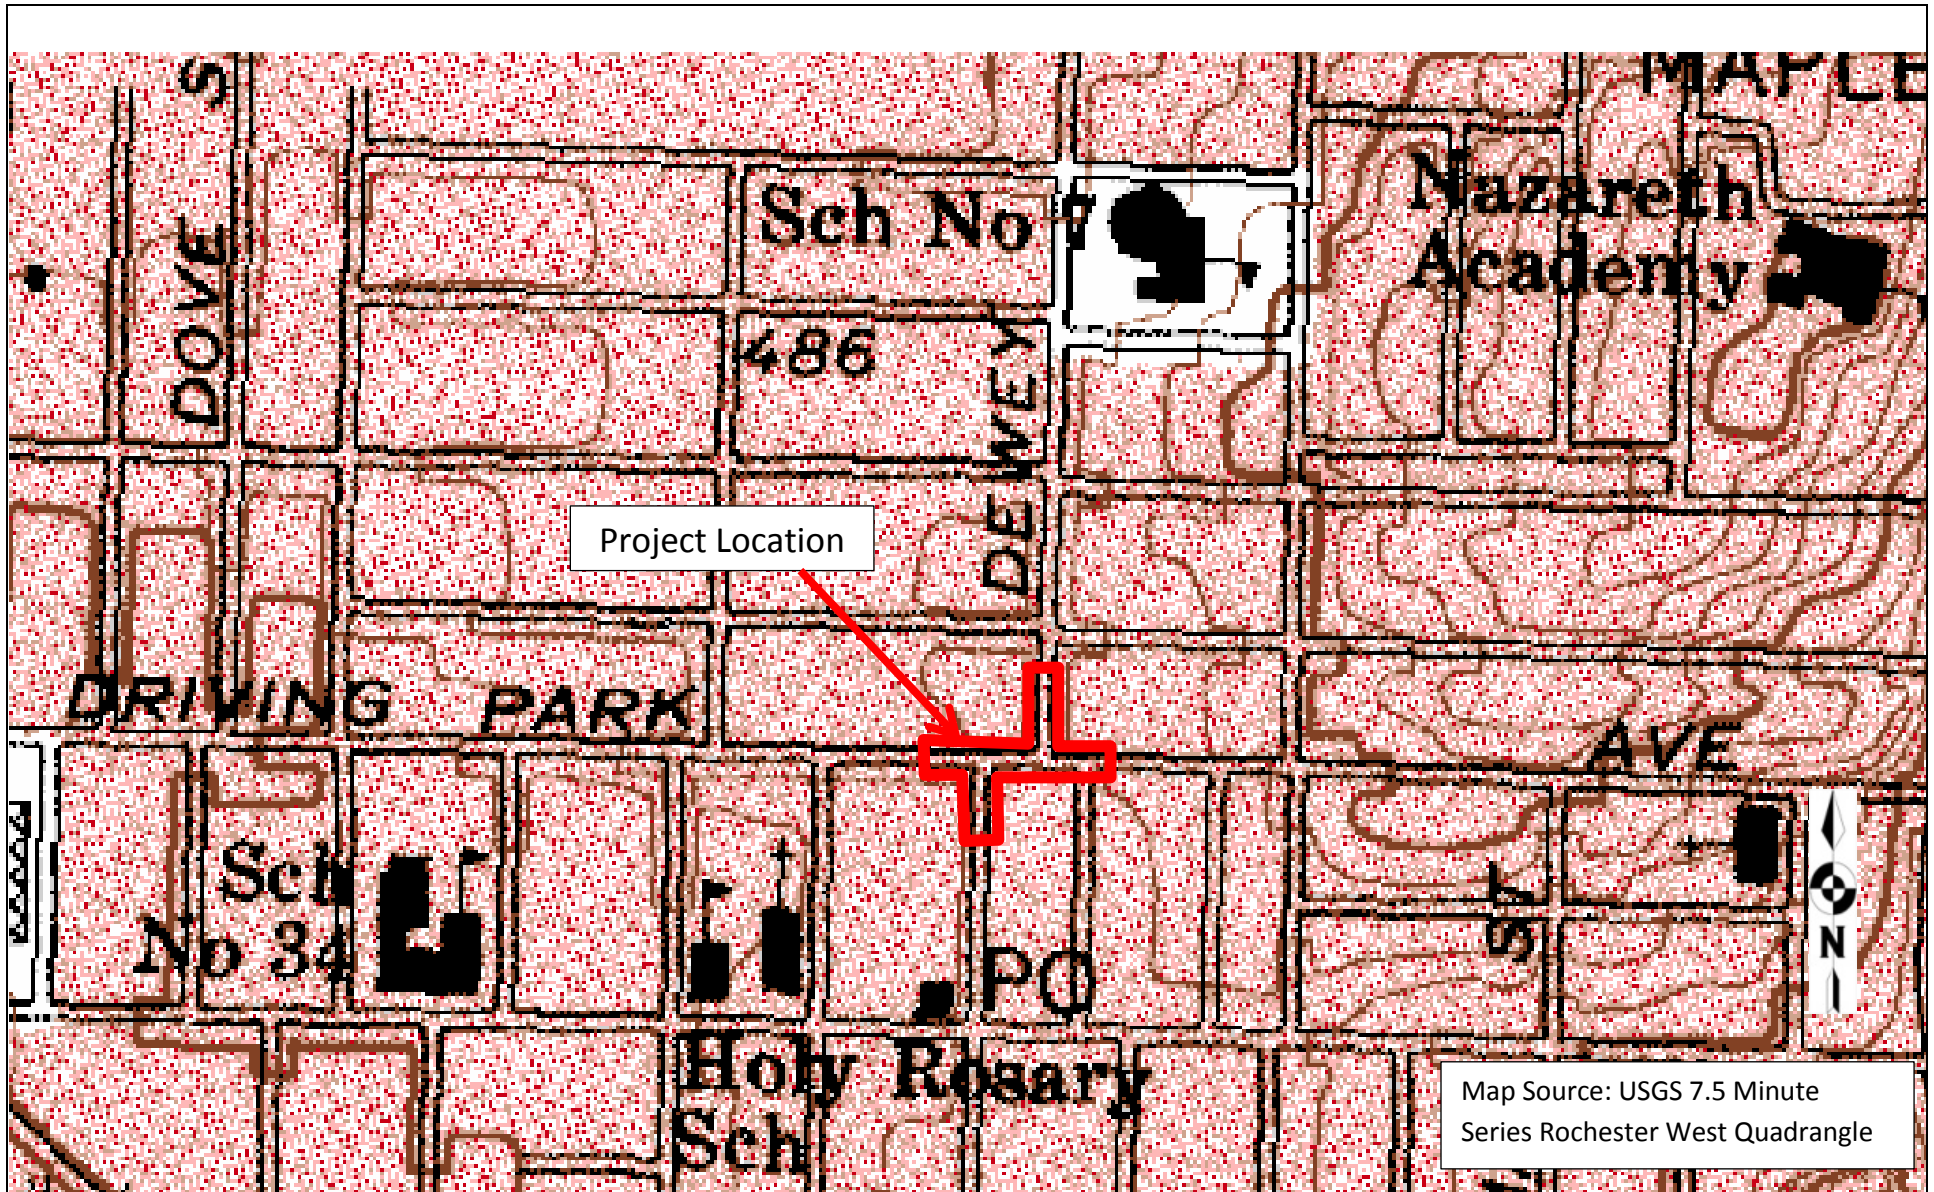 S
MAPLE
DOVE
Sch No 7
Nazareth
Academy
486
DEWEY
Project Location
DRIVING PARK AVE
Sch
No 34
ST
PO
N
Holy Rosary
Sch
Map Source: USGS 7.5 Minute
Series Rochester West Quadrangle